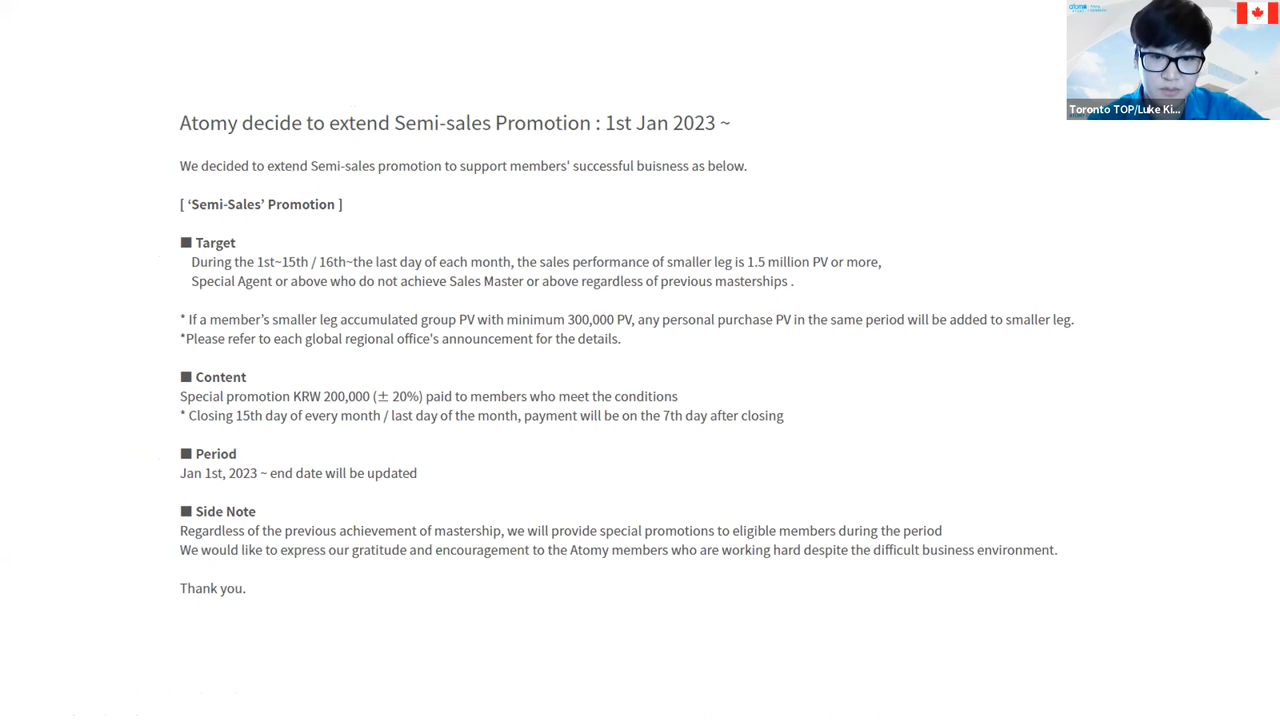 Atomy decide to extend Semi-sales Promotion : 1st Jan 2023 ~
We decided to extend Semi-sales promotion to support members' successful buisness as below.
[ ‘Semi-Sales’ Promotion ]
■ Target
During the 1st~15th / 16th~the last day of each month, the sales performance of smaller leg is 1.5 million PV or more,
Special Agent or above who do not achieve Sales Master or above regardless of previous masterships .
* If a member’s smaller leg accumulated group PV with minimum 300,000 PV, any personal purchase PV in the same period will be added to smaller leg.
*Please refer to each global regional office's announcement for the details.
■ Content
Special promotion KRW 200,000 (± 20%) paid to members who meet the conditions
* Closing 15th day of every month / last day of the month, payment will be on the 7th day after closing
■ Period
Jan 1st, 2023 ~ end date will be updated
■ Side Note
Regardless of the previous achievement of mastership, we will provide special promotions to eligible members during the period
We would like to express our gratitude and encouragement to the Atomy members who are working hard despite the difficult business environment.
Thank you.
Toronto TOP/Luke Ki...